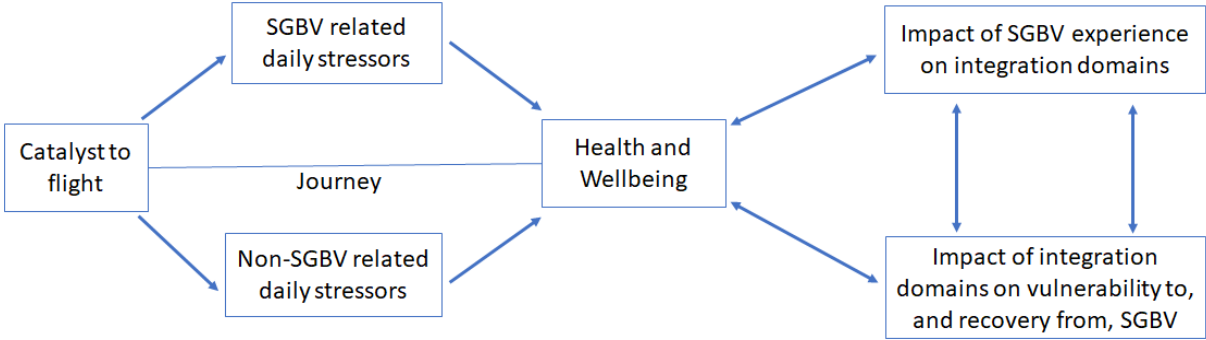 SGBV related
daily stressors
Impact of SGBV experience
on integration domains
Catalyst to
flight
Journey
Health and
Wellbeing
Non-SGBV related
daily stressors
Impact of integration
domains on vulnerability to,
and recovery from, SGBV